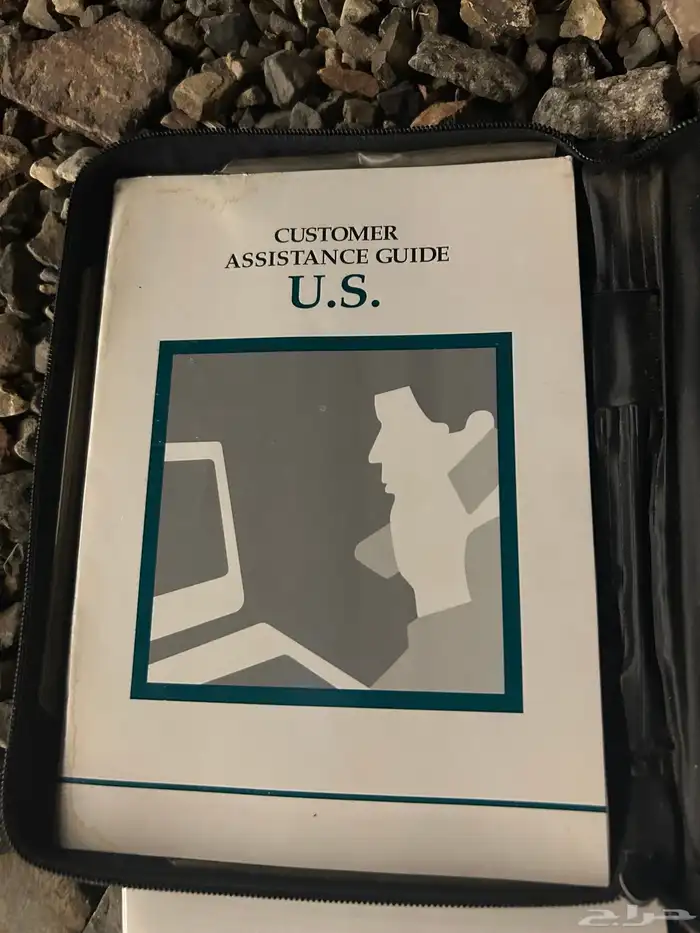 CUSTOMER
ASSISTANCE GUIDE
U.S.
حراج